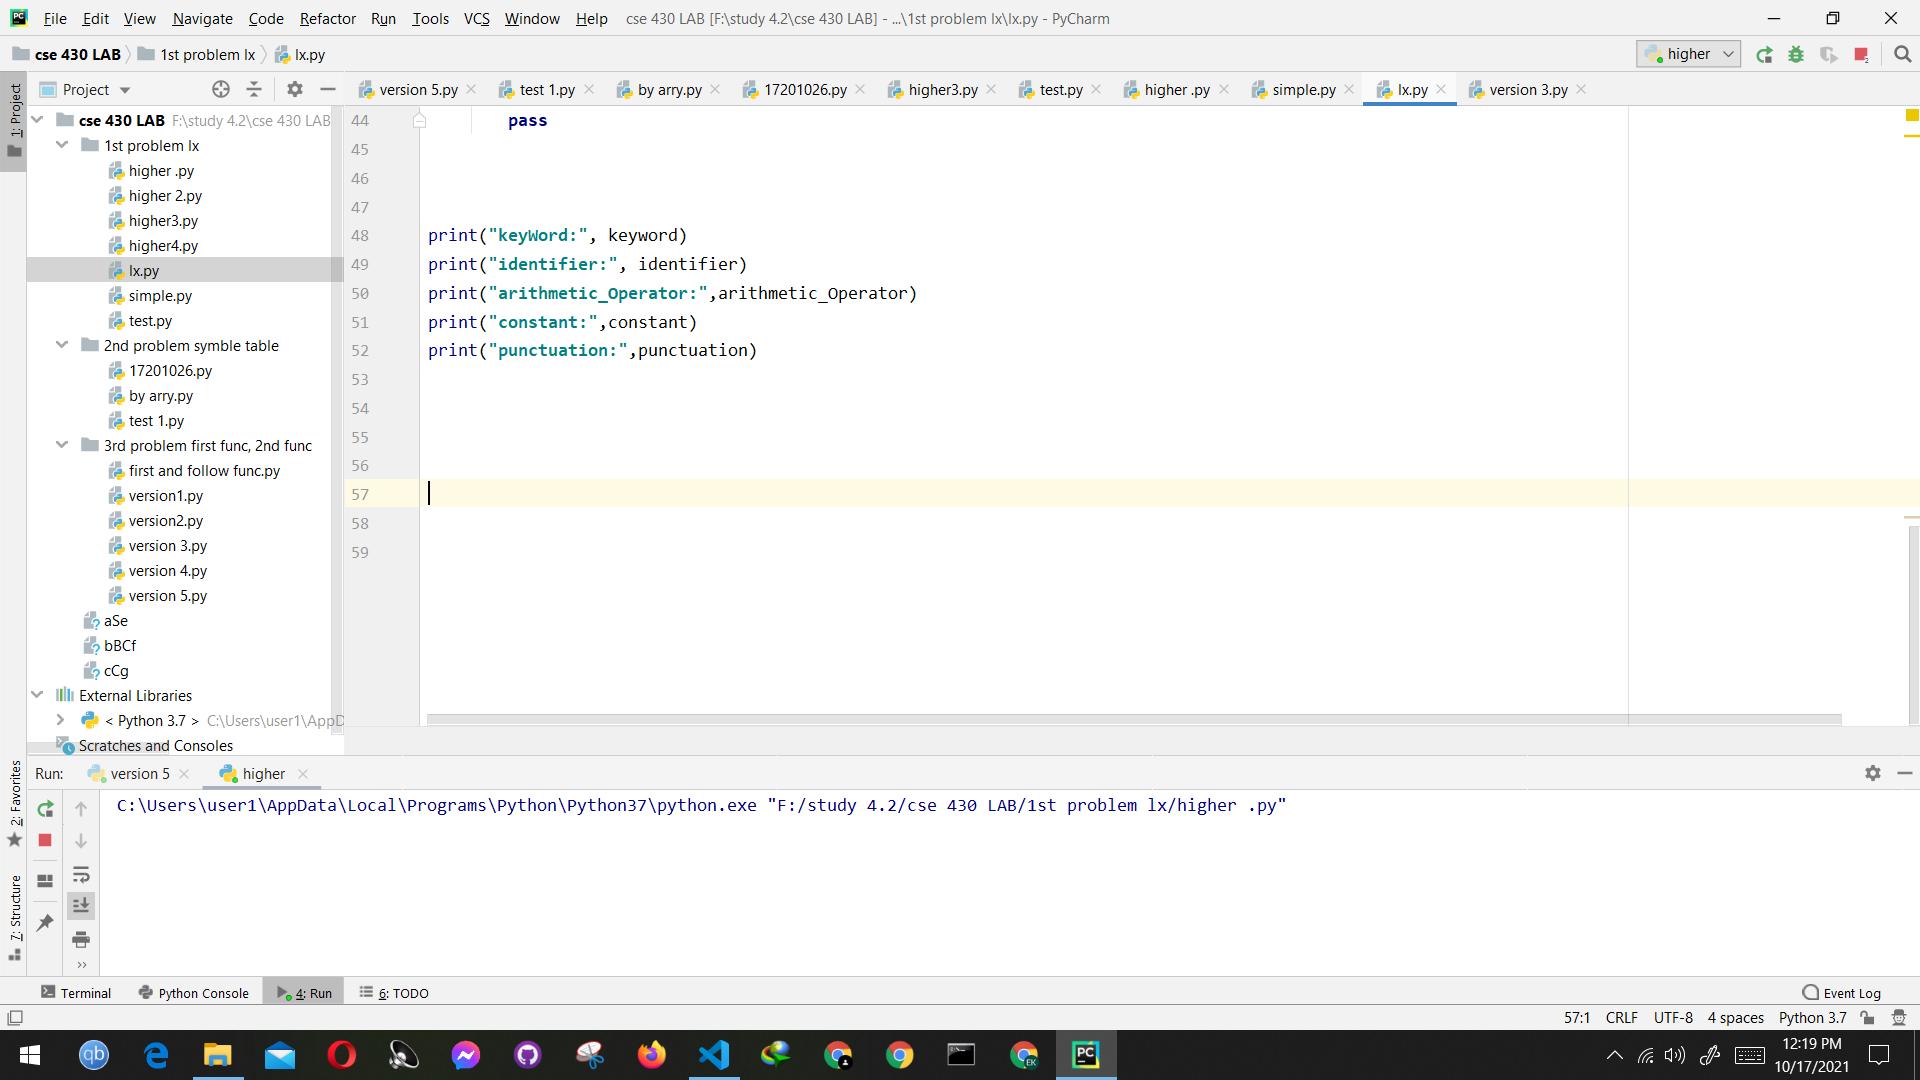 File Edit View Navigate Code Refactor Run Tools VCS Window Help cse 430 LAB [F:\study 4.2\cse 430 LAB] - ...\1st problem lx\lx.py - PyCharm
cse 430 LAB 1st problem lx lx.py higher
Project version 5.py test 1.py by arry.py 17201026.py higher3.py test.py higher .py simple.py lx.py version 3.py
1: Project
cse 430 LAB F:\study 4.2\cse 430 LAB
1st problem lx
higher .py
higher 2.py
higher3.py
higher4.py
lx.py
simple.py
test.py
2nd problem symble table
17201026.py
by arry.py
test 1.py
3rd problem first func, 2nd func
first and follow func.py
version1.py
version2.py
version 3.py
version 4.py
version 5.py
aSe
bBCf
cCg
External Libraries
< Python 3.7 > C:\Users\user1\AppD
Scratches and Consoles
44 pass
45
46
47
48 print("keyWord:", keyword)
49 print("identifier:", identifier)
50 print("arithmetic_Operator:",arithmetic_Operator)
51 print("constant:",constant)
52 print("punctuation:",punctuation)
53
54
55
56
57
58
59
2: Favorites
7: Structure
Run: version 5 higher
C:\Users\user1\AppData\Local\Programs\Python\Python37\python.exe "F:/study 4.2/cse 430 LAB/1st problem lx/higher .py"
Terminal Python Console 4: Run 6: TODO Event Log
57:1 CRLF UTF-8 4 spaces Python 3.7
12:19 PM
10/17/2021